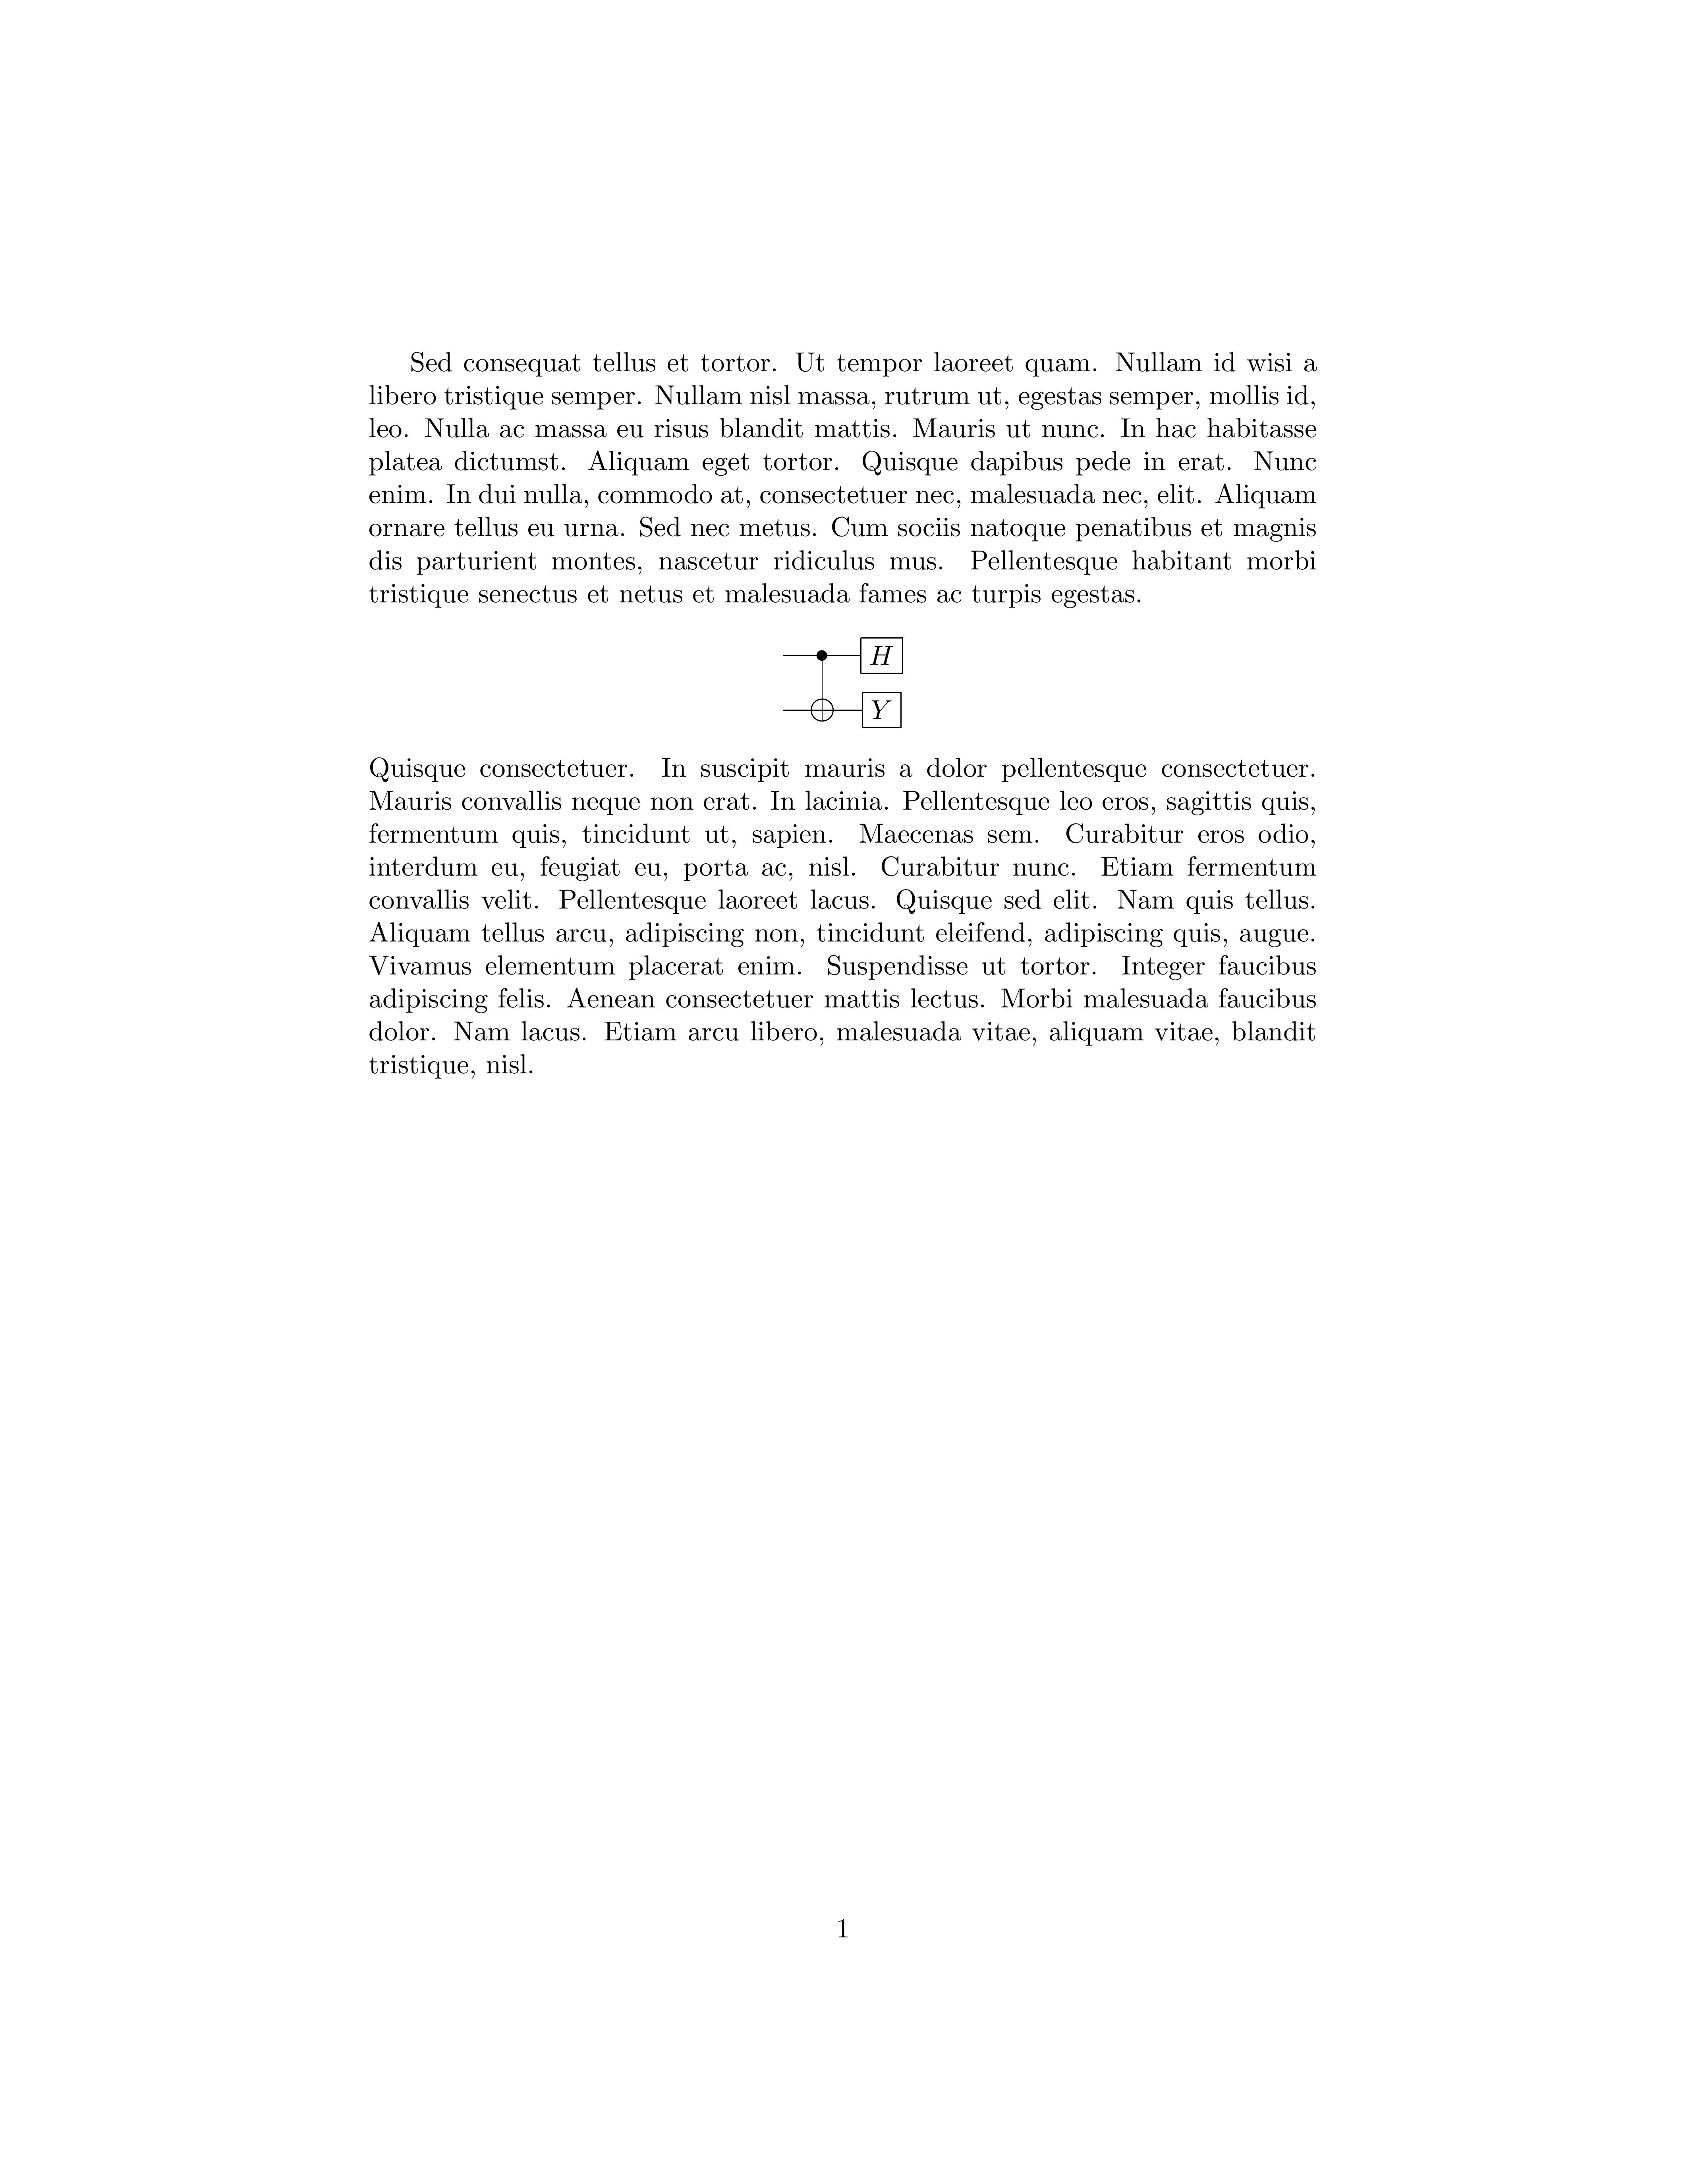 Sed consequat tellus et tortor. Ut tempor laoreet quam. Nullam id wisi a
libero tristique semper. Nullam nisl massa, rutrum ut, egestas semper, mollis id,
leo. Nulla ac massa eu risus blandit mattis. Mauris ut nunc. In hac habitasse
platea dictumst. Aliquam eget tortor. Quisque dapibus pede in erat. Nunc
enim. In dui nulla, commodo at, consectetuer nec, malesuada nec, elit. Aliquam
ornare tellus eu urna. Sed nec metus. Cum sociis natoque penatibus et magnis
dis parturient montes, nascetur ridiculus mus. Pellentesque habitant morbi
tristique senectus et netus et malesuada fames ac turpis egestas.
H
Y
Quisque consectetuer. In suscipit mauris a dolor pellentesque consectetuer.
Mauris convallis neque non erat. In lacinia. Pellentesque leo eros, sagittis quis,
fermentum quis, tincidunt ut, sapien. Maecenas sem. Curabitur eros odio,
interdum eu, feugiat eu, porta ac, nisl. Curabitur nunc. Etiam fermentum
convallis velit. Pellentesque laoreet lacus. Quisque sed elit. Nam quis tellus.
Aliquam tellus arcu, adipiscing non, tincidunt eleifend, adipiscing quis, augue.
Vivamus elementum placerat enim. Suspendisse ut tortor. Integer faucibus
adipiscing felis. Aenean consectetuer mattis lectus. Morbi malesuada faucibus
dolor. Nam lacus. Etiam arcu libero, malesuada vitae, aliquam vitae, blandit
tristique, nisl.
1